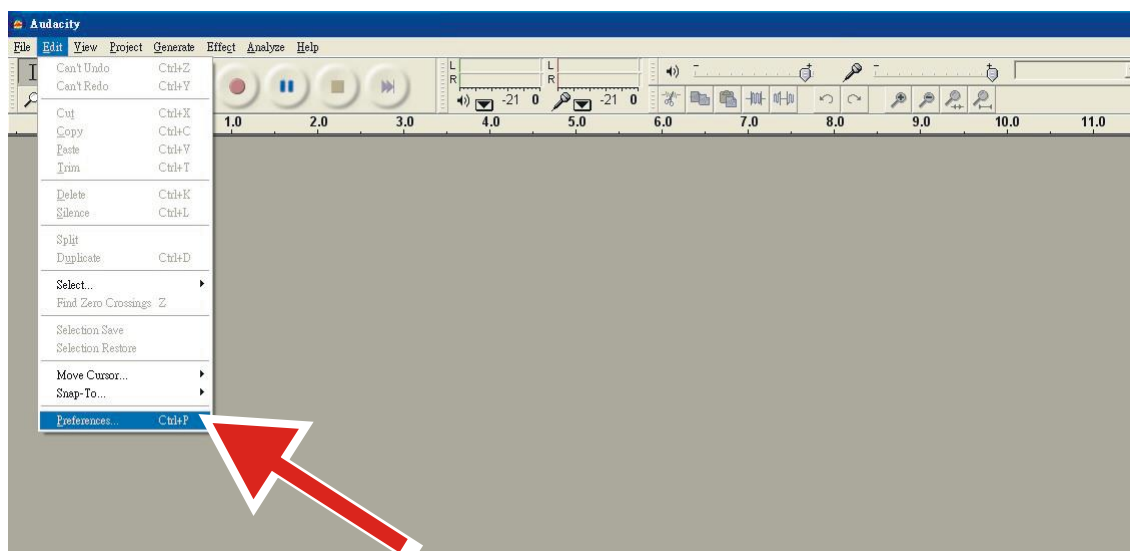 Audacity
File Edit View Project Generate Effect Analyze Help
Can't Undo Ctrl+Z
Can't Redo Ctrl+Y
Cut Ctrl+X
Copy Ctrl+C
Paste Ctrl+V
Trim Ctrl+T
Delete Ctrl+K
Silence Ctrl+L
Split
Duplicate Ctrl+D
Select...
Find Zero Crossings Z
Selection Save
Selection Restore
Move Cursor...
Snap-To...
Preferences... Ctrl+P
L L
R R
-21 0 -21 0
1.0 2.0 3.0 4.0 5.0 6.0 7.0 8.0 9.0 10.0 11.0